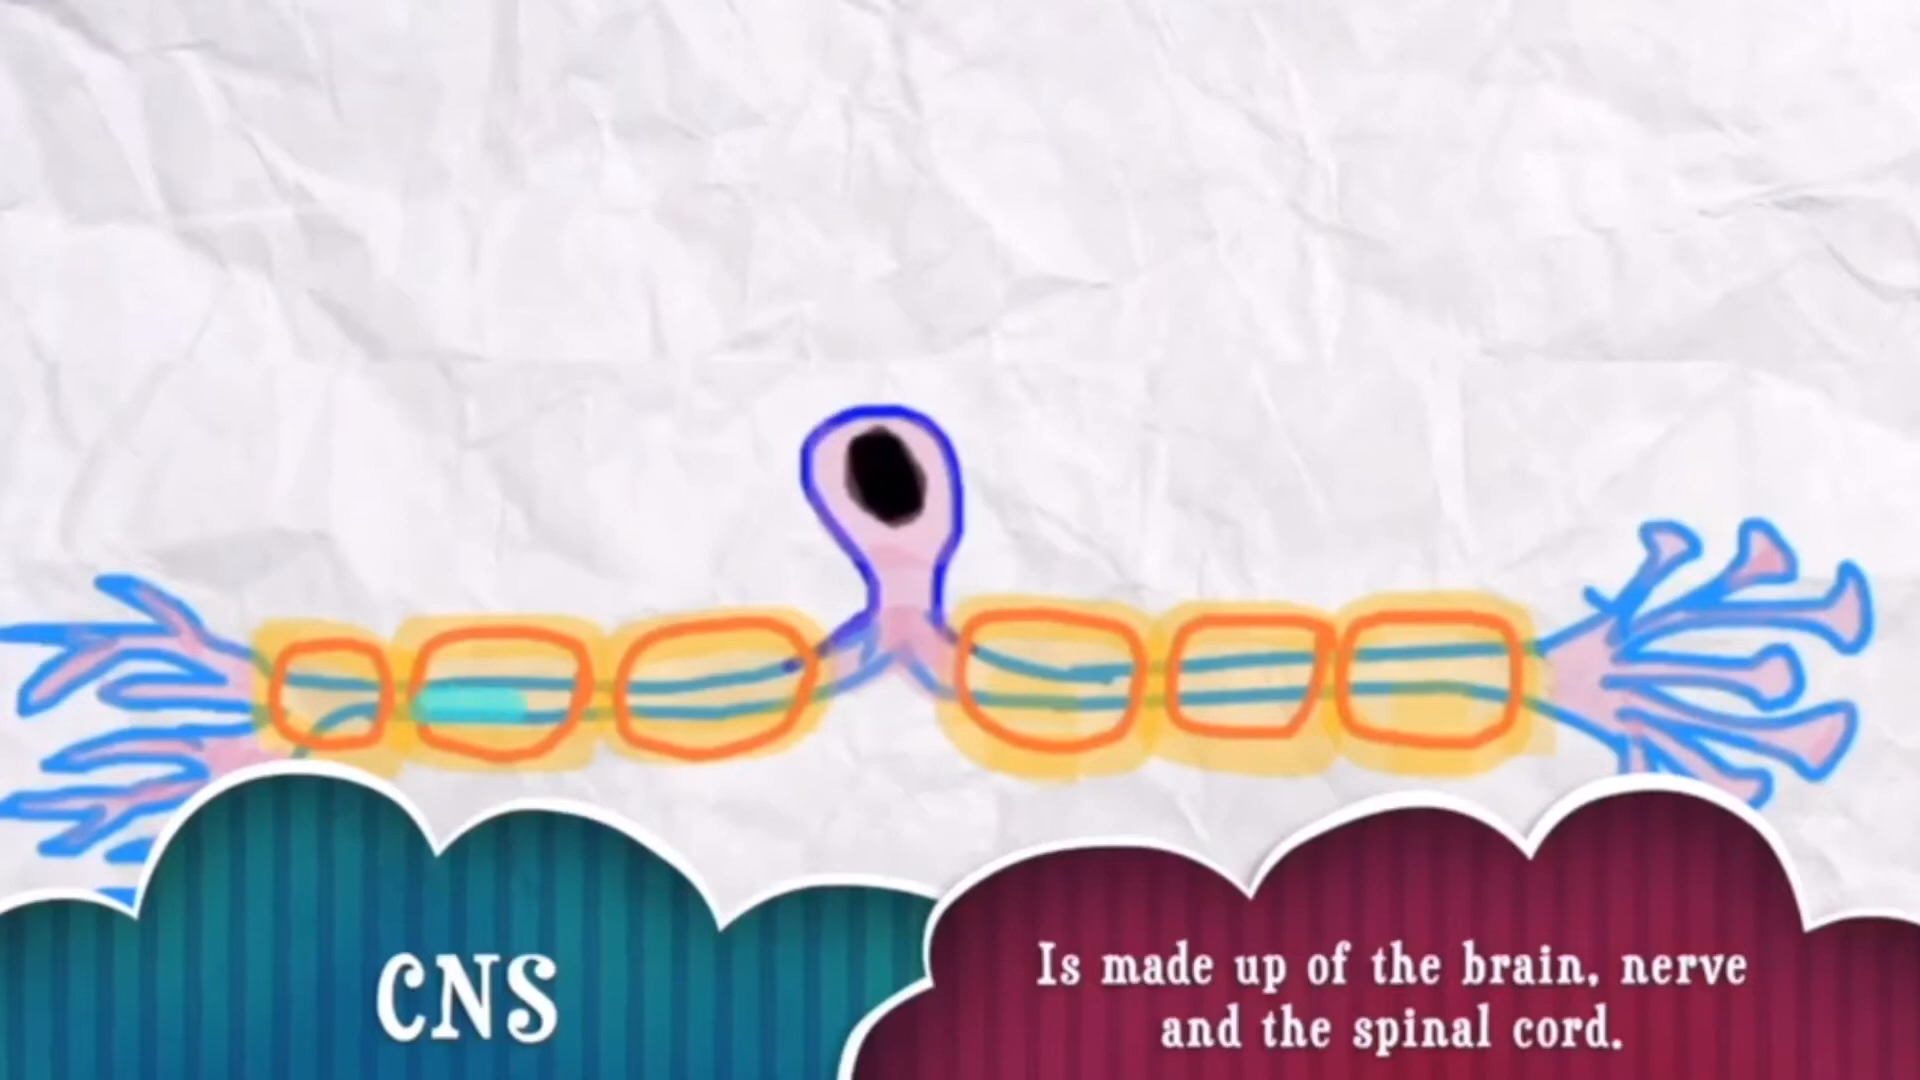 CNS
Is made up of the brain, nerve
and the spinal cord.